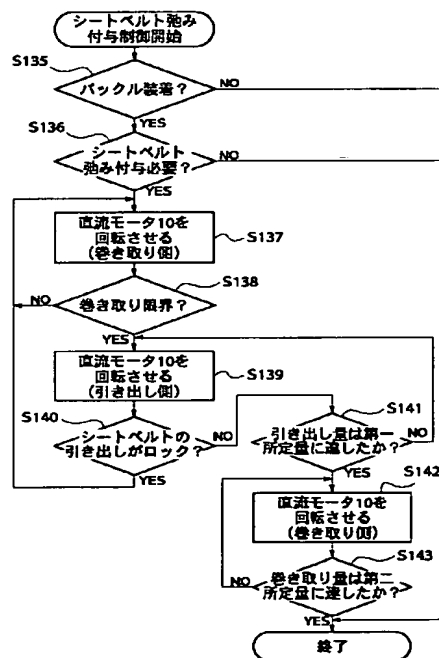 シートベルト弛み
付与制御開始
S135
バックル装着?
NO
YES
S136
シートベルト
弛み付与必要?
NO
YES
直流モータ10を
回転させる
(巻き取り側)
S137
S138
巻き取り限界?
NO
YES
直流モータ10を
回転させる
(引き出し側)
S139
S140
シートベルトの
引き出しがロック?
NO
YES
S141
引き出し量は第一
所定量に達したか?
NO
YES
S142
直流モータ10を
回転させる
(巻き取り側)
S143
巻き取り量は第二
所定量に達したか?
NO
YES
終了